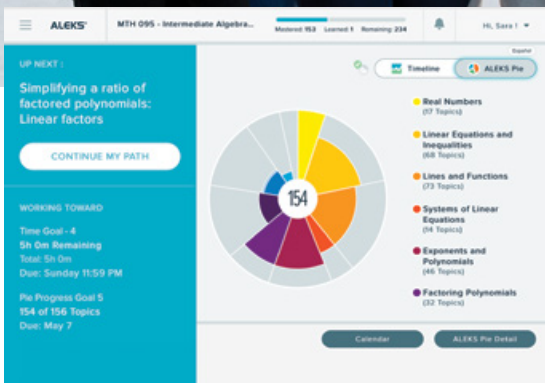 ALEKS
MTH 095 - Intermediate Algebra...
Mastered 153 Learned 1 Remaining 234
Hi, Sara !
Español
UP NEXT :
Simplifying a ratio of
factored polynomials:
Linear factors
CONTINUE MY PATH
WORKING TOWARD
Time Goal - 4
5h 0m Remaining
Total: 5h 0m
Due: Sunday 11:59 PM
Pie Progress Goal 5
154 of 156 Topics
Due: May 7
Timeline
ALEKS Pie
154
Real Numbers
(17 Topics)
Linear Equations and
Inequalities
(68 Topics)
Lines and Functions
(73 Topics)
Systems of Linear
Equations
(14 Topics)
Exponents and
Polynomials
(46 Topics)
Factoring Polynomials
(32 Topics)
Calendar
ALEKS Pie Detail